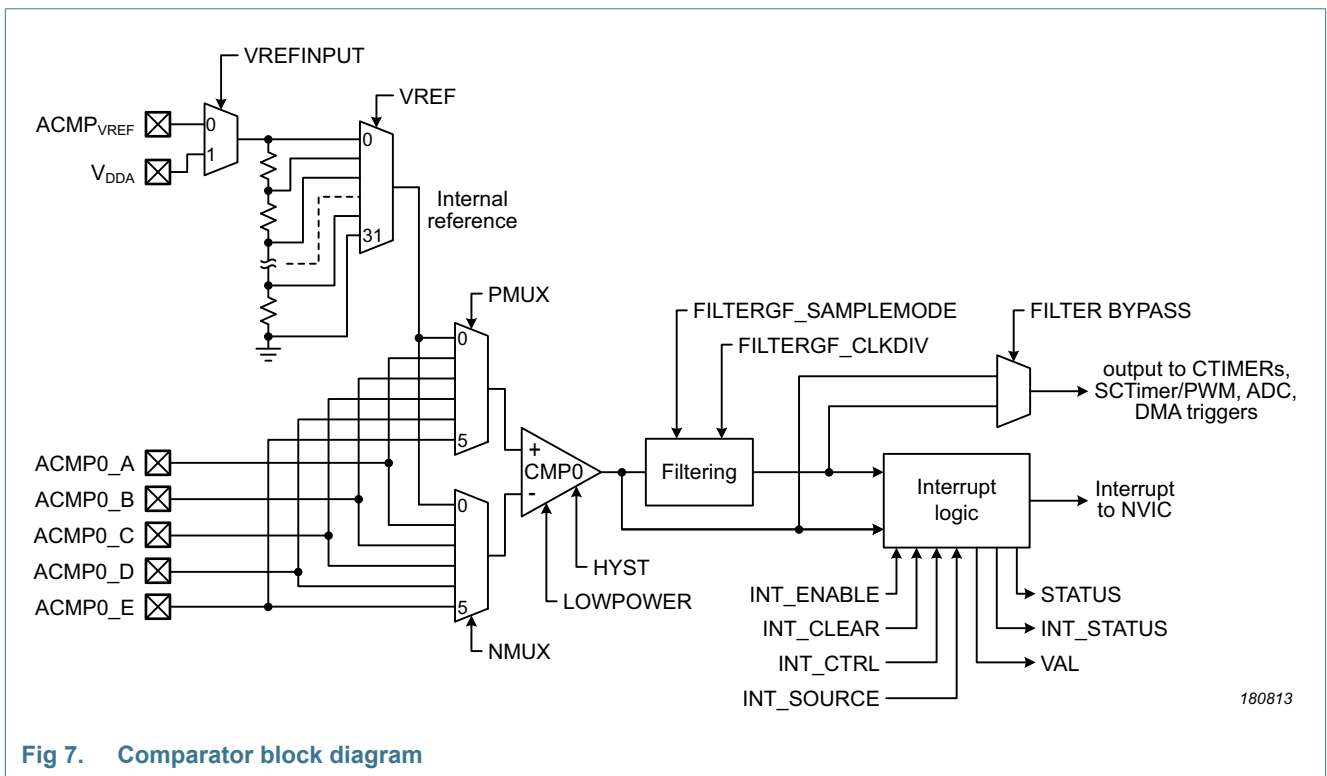 VREFINPUT
VREF
ACMPVREF
0
0
1
VDDA
Internal
reference
31
PMUX
0
FILTERGF_SAMPLEMODE
FILTER BYPASS
FILTERGF_CLKDIV
output to CTIMERs,
SCTimer/PWM, ADC,
DMA triggers
5
+
CMP0
-
Filtering
ACMP0_A
ACMP0_B
ACMP0_C
ACMP0_D
ACMP0_E
0
Interrupt
logic
Interrupt
to NVIC
HYST
LOWPOWER
5
NMUX
INT_ENABLE
STATUS
INT_CLEAR
INT_STATUS
INT_CTRL
VAL
INT_SOURCE
180813
Fig 7. Comparator block diagram